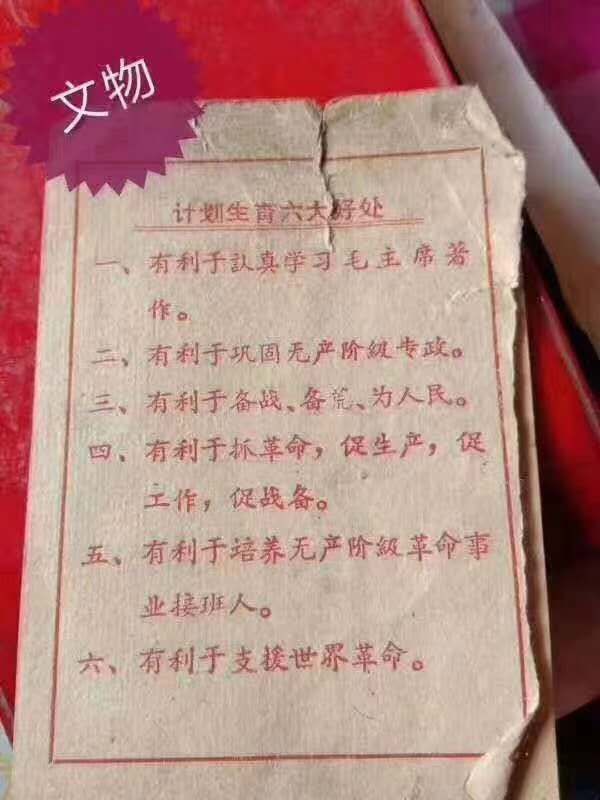 文物
计划生育六大好处
一、有利于認真学习毛主席著
作。
二、有利于巩固无产阶級专政。
三、有利于备战、备荒、为人民。
四、有利于抓革命，促生产，促
工作，促战备。
五、有利于培养无产阶級革命事
业接班人。
六、有利于支援世界革命。